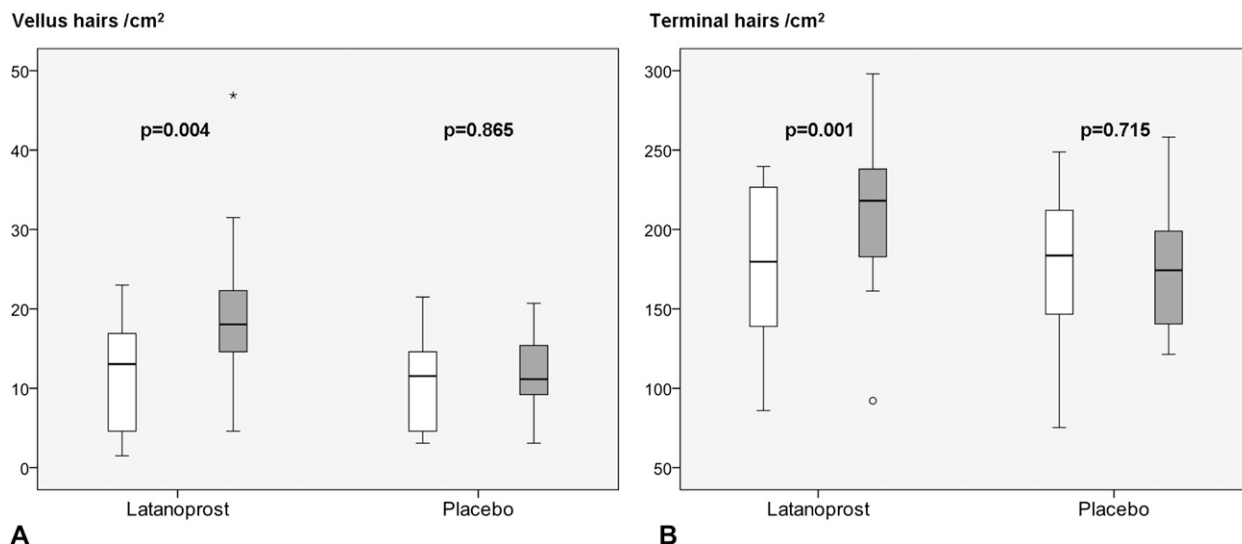 Vellus hairs /cm²
50
40
30
20
10
0
p=0.004
p=0.865
Latanoprost
Placebo
A
Terminal hairs /cm²
300
250
200
150
100
50
p=0.001
p=0.715
Latanoprost
Placebo
B